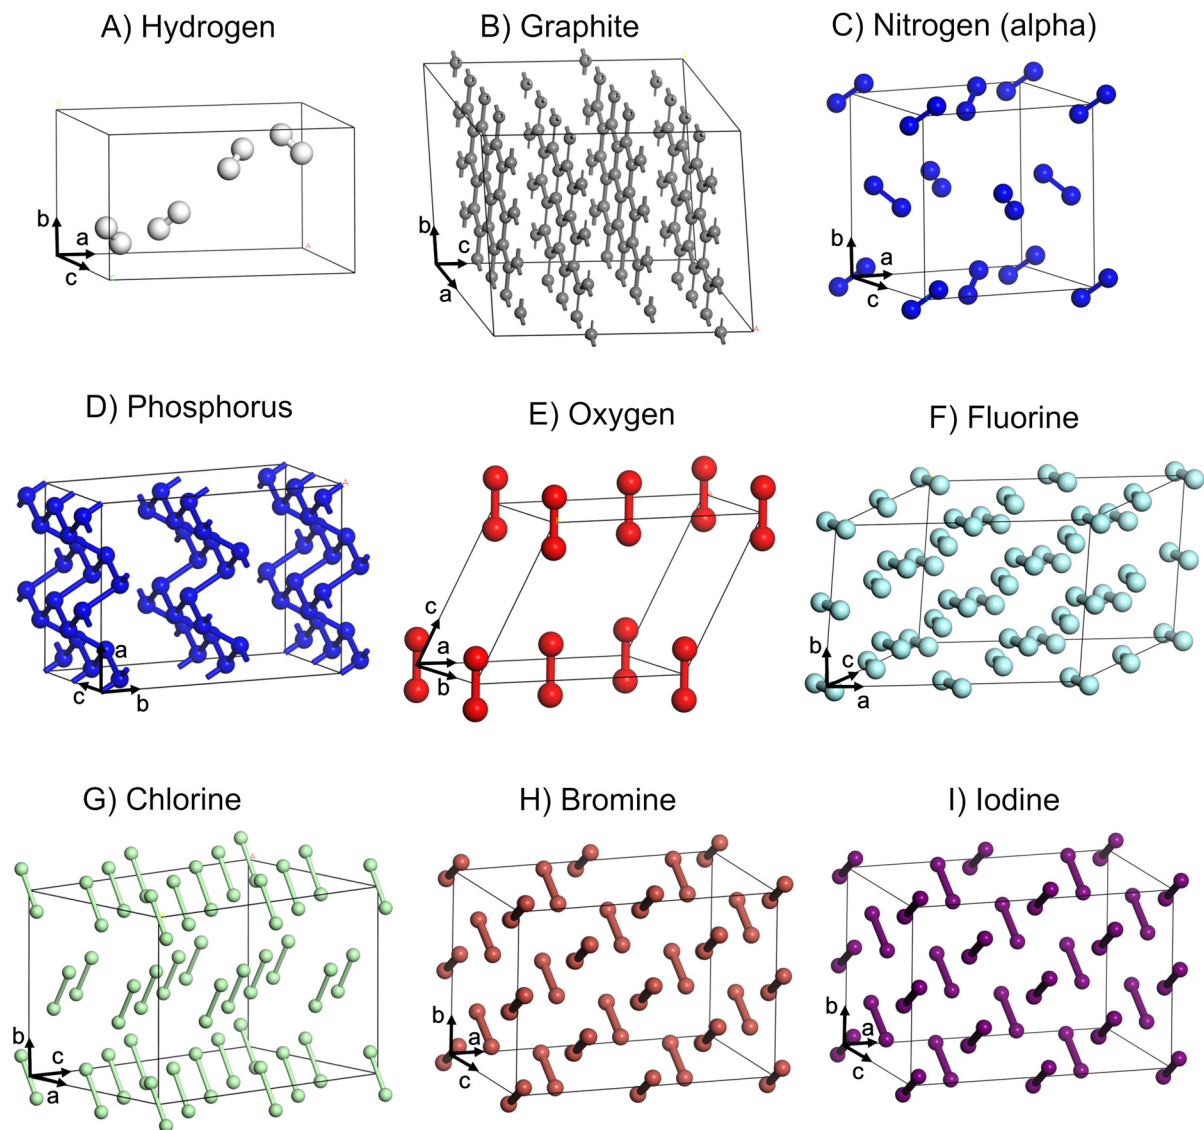 A) Hydrogen
B) Graphite
C) Nitrogen (alpha)
b
a
c
b
c
a
b
a
c
D) Phosphorus
E) Oxygen
F) Fluorine
a
c
b
c
a
b
b
c
a
G) Chlorine
H) Bromine
I) Iodine
b
c
a
b
a
c
b
a
c